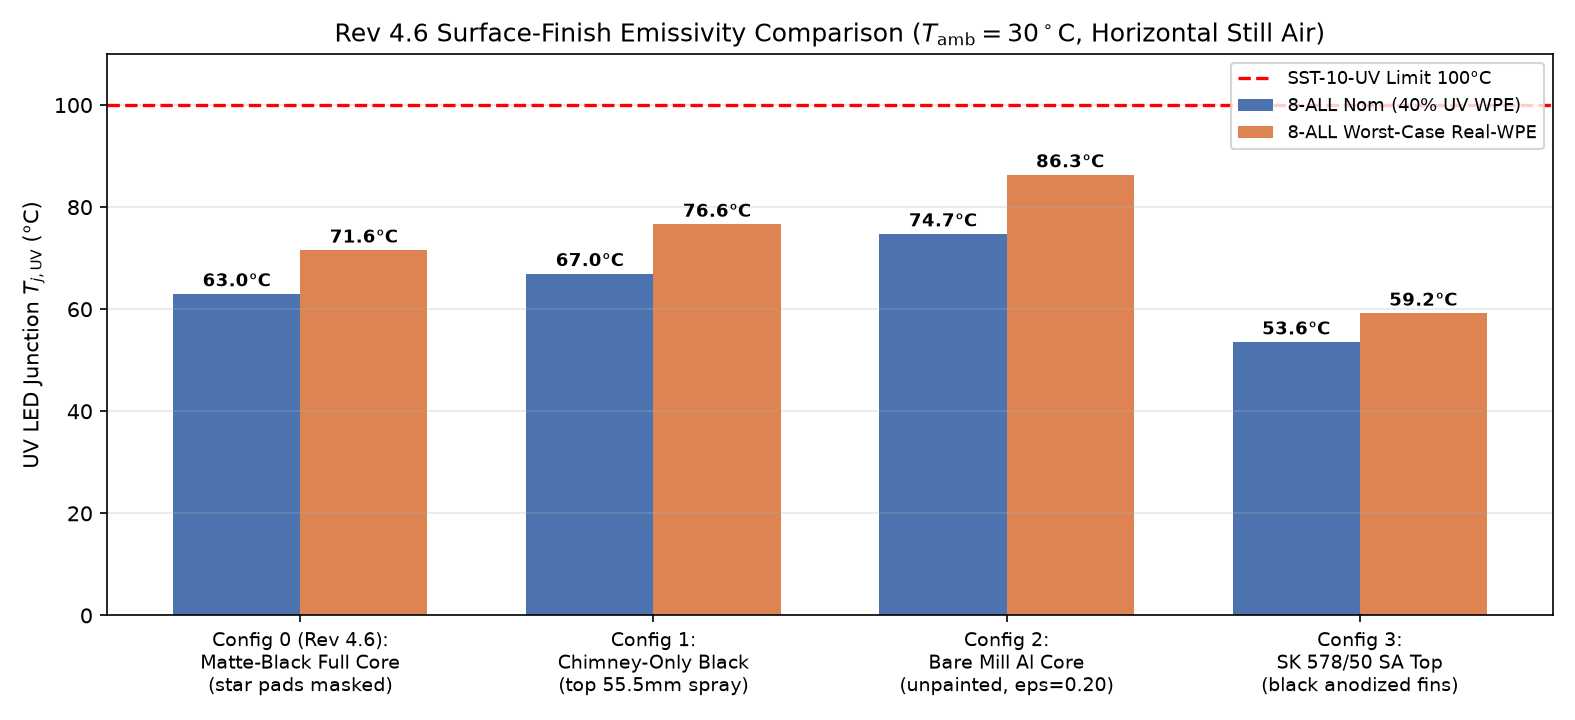 Rev 4.6 Surface-Finish Emissivity Comparison (T_amb = 30°C, Horizontal Still Air)
SST-10-UV Limit 100°C
8-ALL Nom (40% UV WPE)
8-ALL Worst-Case Real-WPE
UV LED Junction T_j,UV (°C)
100
80
60
40
20
0
63.0°C
71.6°C
67.0°C
76.6°C
74.7°C
86.3°C
53.6°C
59.2°C
Config 0 (Rev 4.6):
Matte-Black Full Core
(star pads masked)
Config 1:
Chimney-Only Black
(top 55.5mm spray)
Config 2:
Bare Mill Al Core
(unpainted, eps=0.20)
Config 3:
SK 578/50 SA Top
(black anodized fins)